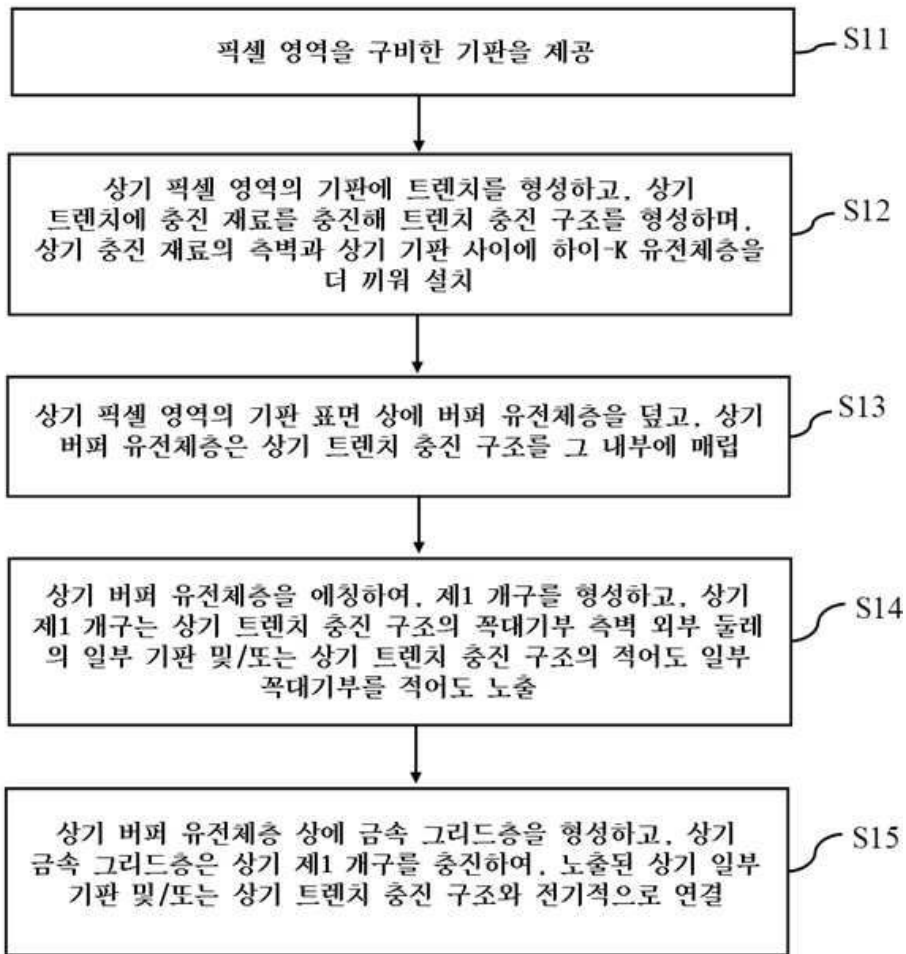 픽셀 영역을 구비한 기판을 제공
S11
상기 픽셀 영역의 기판에 트렌치를 형성하고, 상기
트렌치에 충진 재료를 충진해 트렌치 충진 구조를 형성하며,
상기 충진 재료의 측벽과 상기 기판 사이에 하이-K 유전체층을
더 끼워 설치
S12
상기 픽셀 영역의 기판 표면 상에 버퍼 유전체층을 덮고, 상기
버퍼 유전체층은 상기 트렌치 충진 구조를 그 내부에 매립
S13
상기 버퍼 유전체층을 에칭하여, 제1 개구를 형성하고, 상기
제1 개구는 상기 트렌치 충진 구조의 꼭대기부 측벽 외부 둘레
의 일부 기판 및/또는 상기 트렌치 충진 구조의 적어도 일부
꼭대기부를 적어도 노출
S14
상기 버퍼 유전체층 상에 금속 그리드층을 형성하고, 상기
금속 그리드층은 상기 제1 개구를 충진하여, 노출된 상기 일부
기판 및/또는 상기 트렌치 충진 구조와 전기적으로 연결
S15